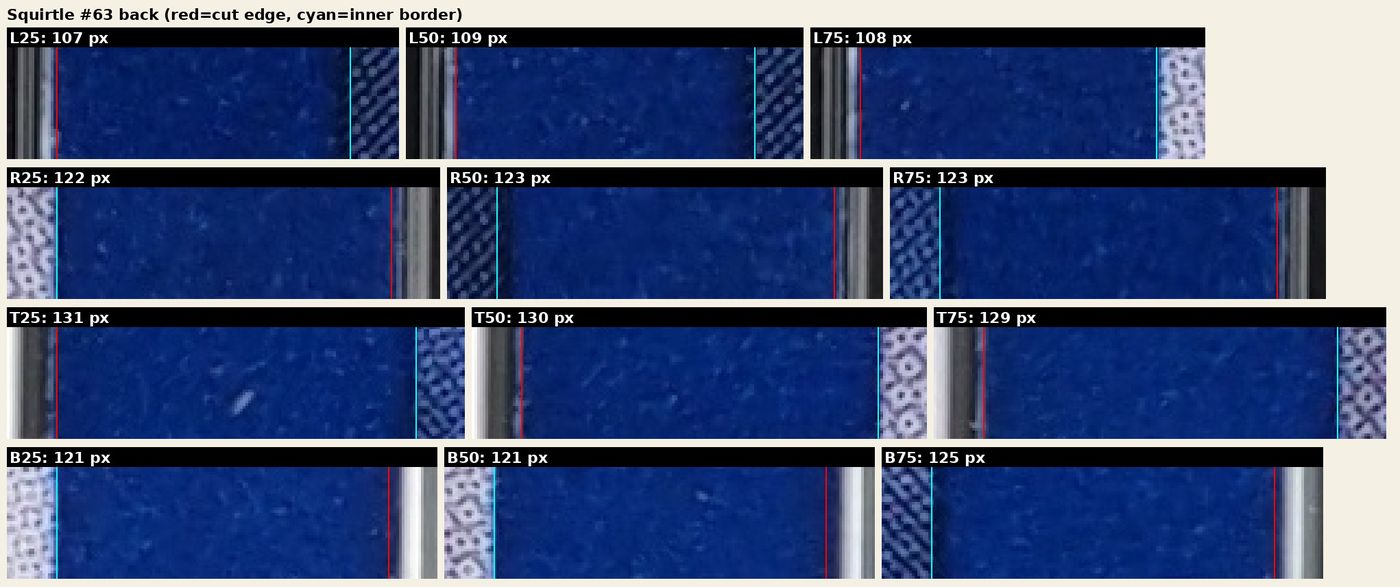 Squirtle #63 back (red=cut edge, cyan=inner border)
L25: 107 px
L50: 109 px
L75: 108 px
R25: 122 px
R50: 123 px
R75: 123 px
T25: 131 px
T50: 130 px
T75: 129 px
B25: 121 px
B50: 121 px
B75: 125 px